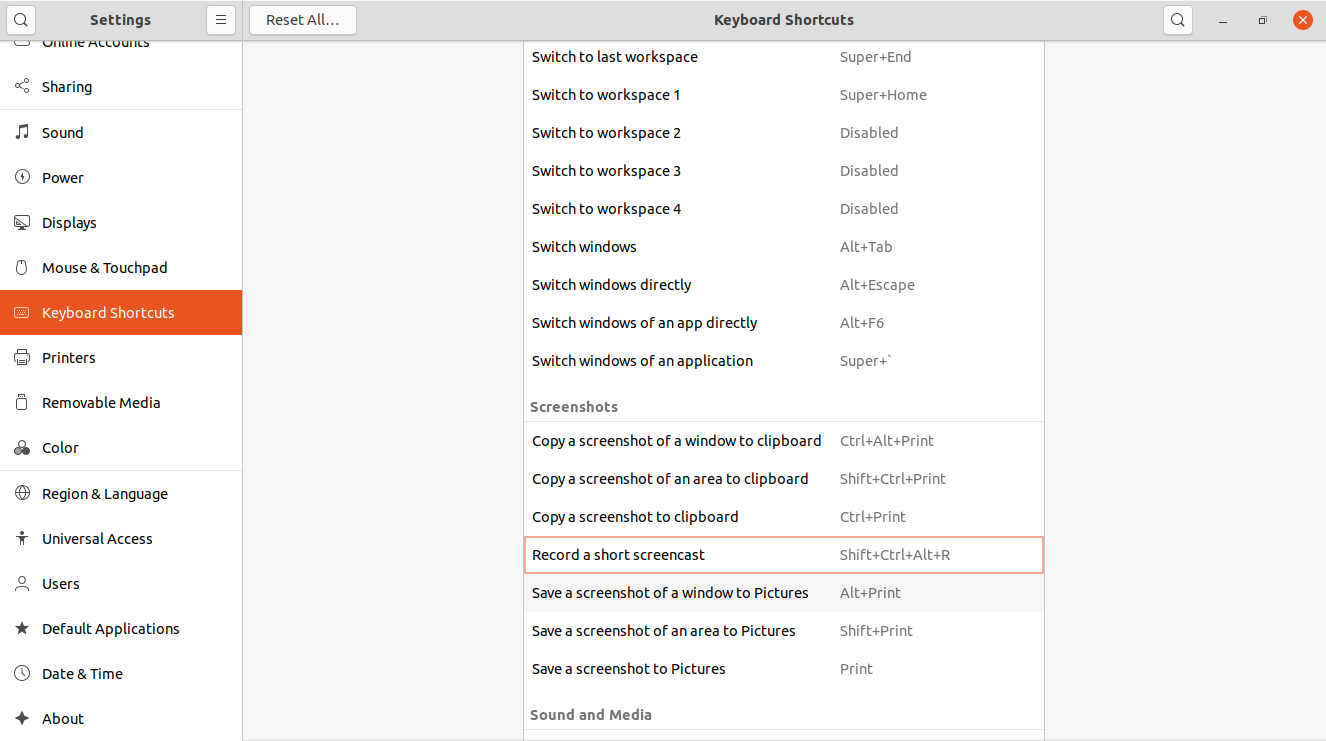 Settings
Reset All...
Keyboard Shortcuts
Online Accounts
Sharing
Sound
Power
Displays
Mouse & Touchpad
Keyboard Shortcuts
Printers
Removable Media
Color
Region & Language
Universal Access
Users
Default Applications
Date & Time
About
Switch to last workspace Super+End
Switch to workspace 1 Super+Home
Switch to workspace 2 Disabled
Switch to workspace 3 Disabled
Switch to workspace 4 Disabled
Switch windows Alt+Tab
Switch windows directly Alt+Escape
Switch windows of an app directly Alt+F6
Switch windows of an application Super+`
Screenshots
Copy a screenshot of a window to clipboard Ctrl+Alt+Print
Copy a screenshot of an area to clipboard Shift+Ctrl+Print
Copy a screenshot to clipboard Ctrl+Print
Record a short screencast Shift+Ctrl+Alt+R
Save a screenshot of a window to Pictures Alt+Print
Save a screenshot of an area to Pictures Shift+Print
Save a screenshot to Pictures Print
Sound and Media